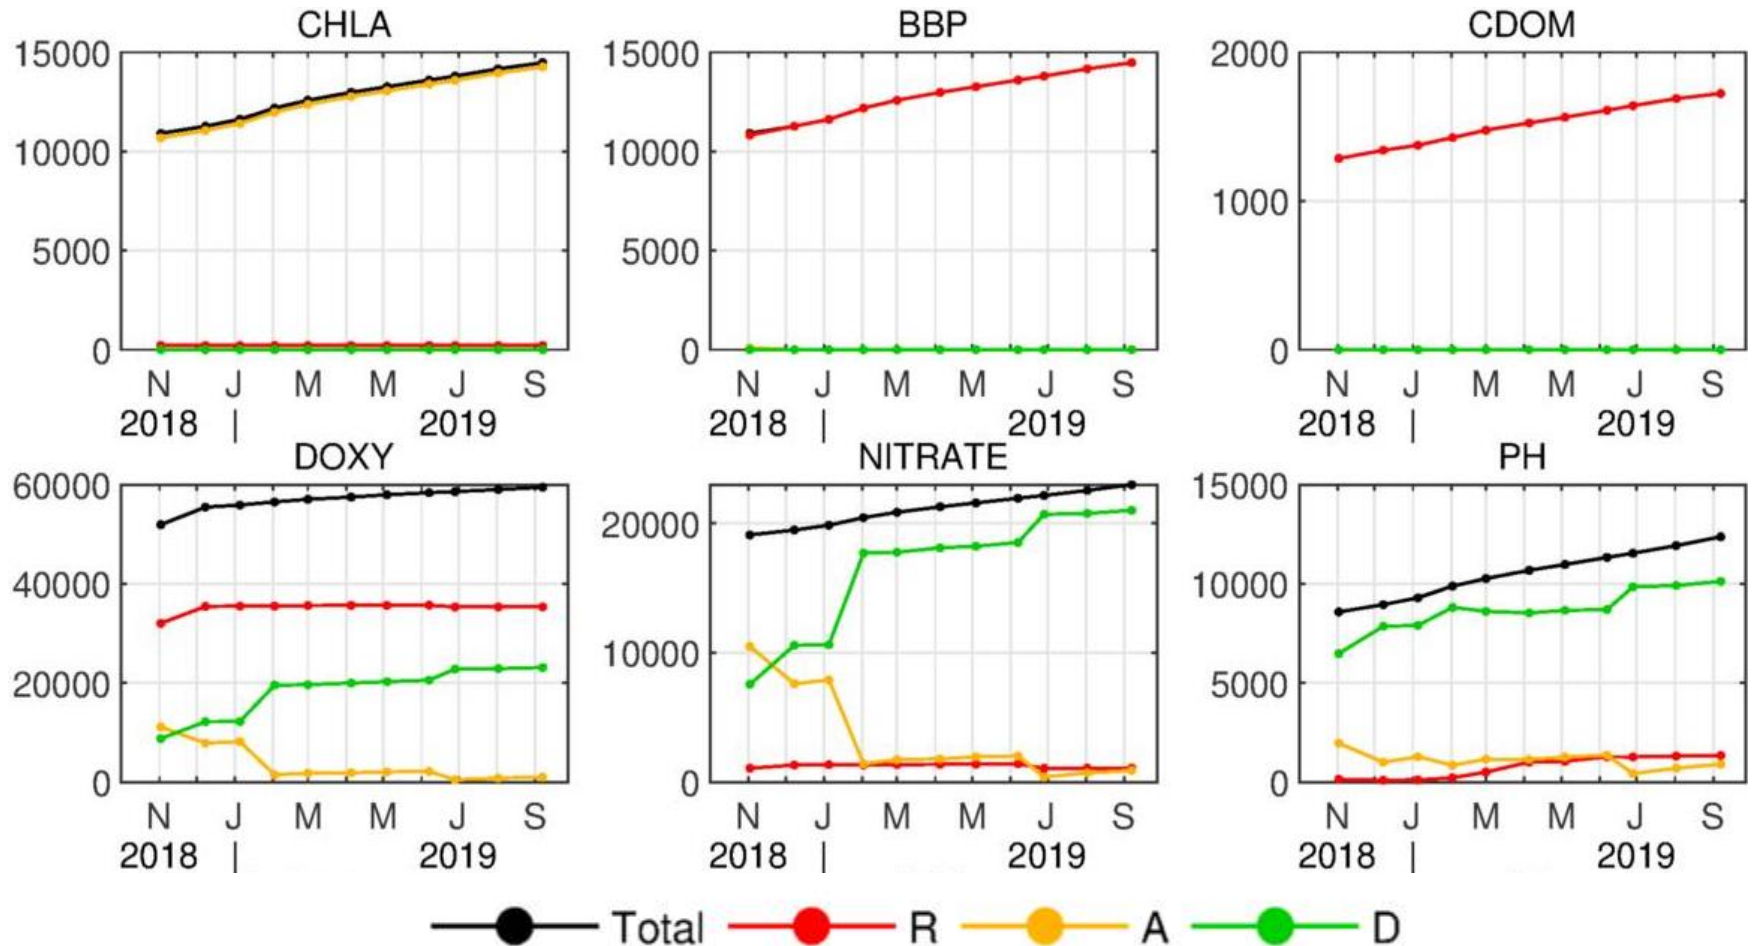 CHLA BBP CDOM
15000 15000 2000
10000 10000
1000
5000 5000
0 0 0
N J M M J S N J M M J S N J M M J S
2018 | 2019 2018 | 2019 2018 | 2019
DOXY NITRATE PH
60000 15000
20000
40000 10000
10000
20000 5000
0 0 0
N J M M J S N J M M J S N J M M J S
2018 | 2019 2018 | 2019 2018 | 2019
Total R A D